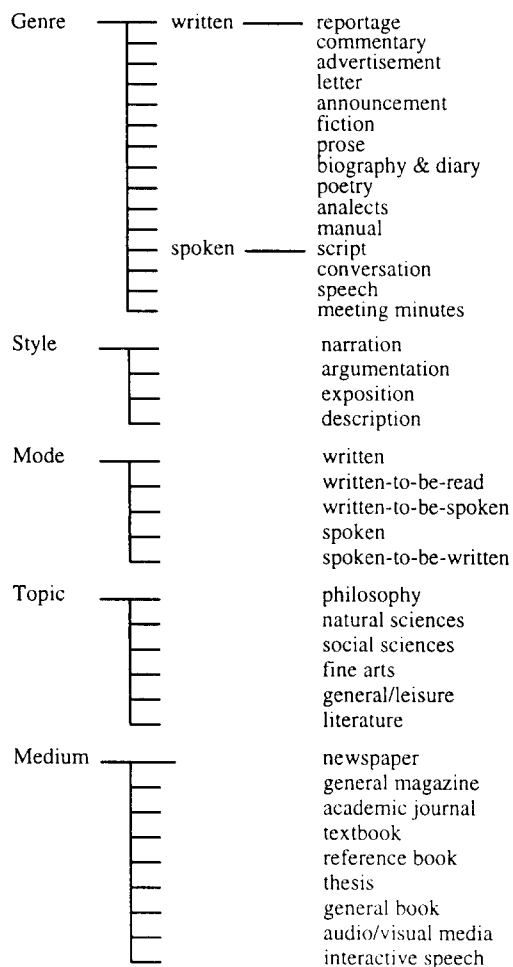 Genre written reportage
commentary
advertisement
letter
announcement
fiction
prose
biography & diary
poetry
analects
manual
spoken script
conversation
speech
meeting minutes
Style narration
argumentation
exposition
description
Mode written
written-to-be-read
written-to-be-spoken
spoken
spoken-to-be-written
Topic philosophy
natural sciences
social sciences
fine arts
general/leisure
literature
Medium newspaper
general magazine
academic journal
textbook
reference book
thesis
general book
audio/visual media
interactive speech